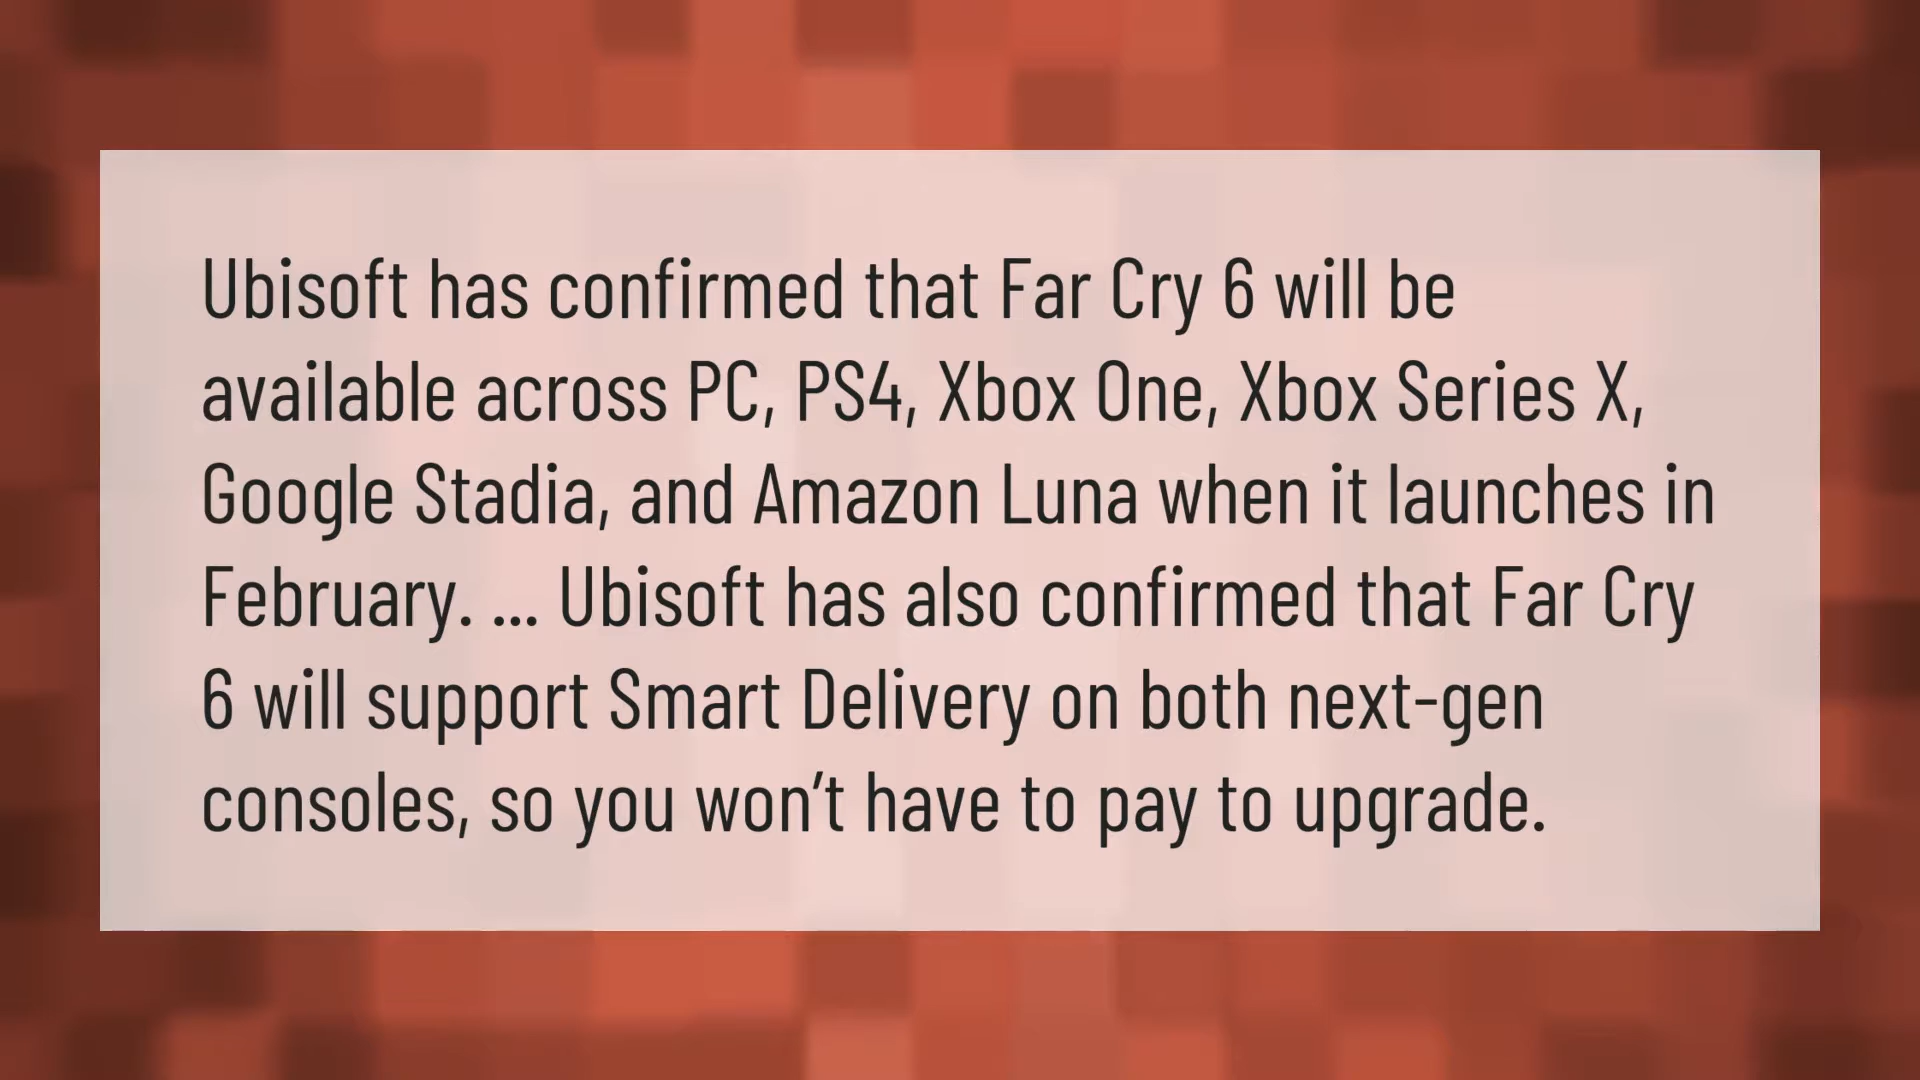 Ubisoft has confirmed that Far Cry 6 will be
available across PC, PS4, Xbox One, Xbox Series X,
Google Stadia, and Amazon Luna when it launches in
February. ... Ubisoft has also confirmed that Far Cry
6 will support Smart Delivery on both next-gen
consoles, so you won’t have to pay to upgrade.